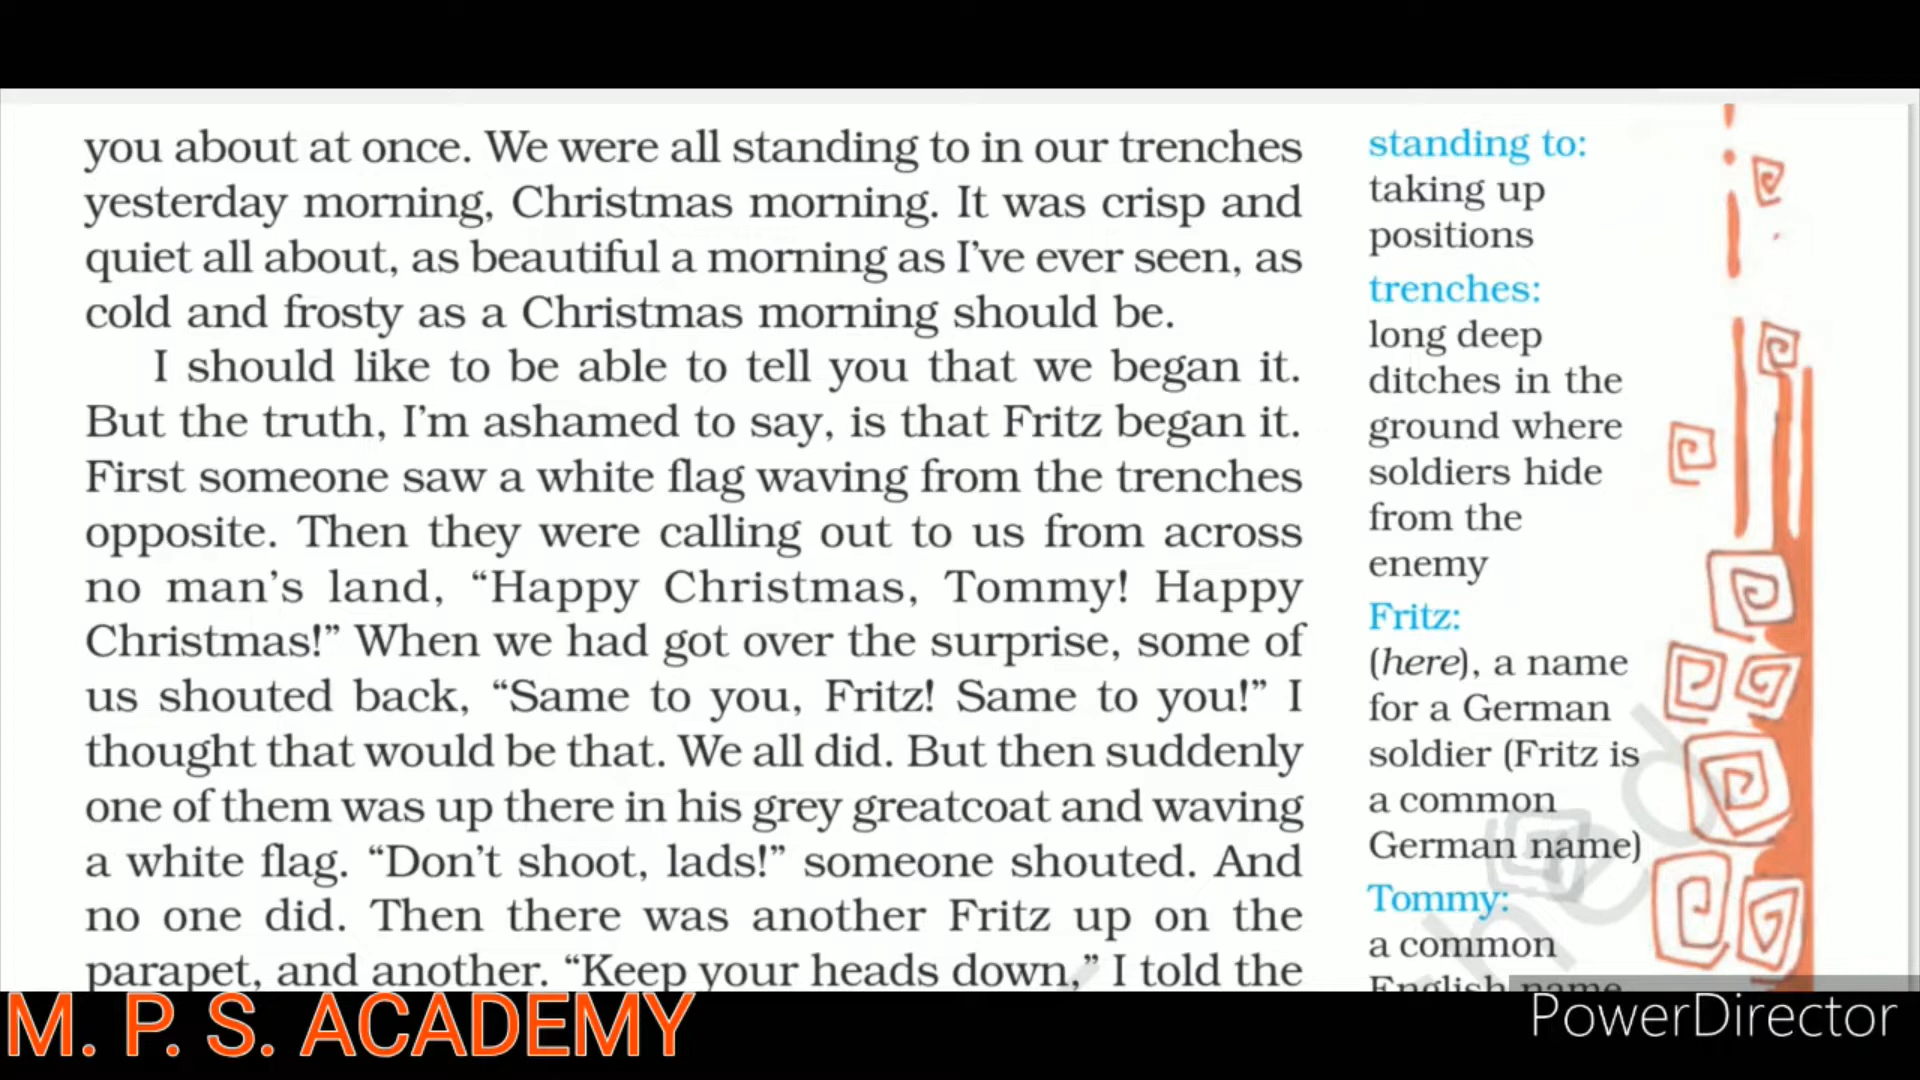 you about at once. We were all standing to in our trenches
yesterday morning, Christmas morning. It was crisp and
quiet all about, as beautiful a morning as I've ever seen, as
cold and frosty as a Christmas morning should be.
I should like to be able to tell you that we began it.
But the truth, I'm ashamed to say, is that Fritz began it.
First someone saw a white flag waving from the trenches
opposite. Then they were calling out to us from across
no man's land, “Happy Christmas, Tommy! Happy
Christmas!” When we had got over the surprise, some of
us shouted back, “Same to you, Fritz! Same to you!” I
thought that would be that. We all did. But then suddenly
one of them was up there in his grey greatcoat and waving
a white flag. “Don't shoot, lads!” someone shouted. And
no one did. Then there was another Fritz up on the
parapet, and another. “Keep your heads down,” I told the
standing to:
taking up
positions
trenches:
long deep
ditches in the
ground where
soldiers hide
from the
enemy
Fritz:
(here), a name
for a German
soldier (Fritz is
a common
German name)
Tommy:
a common
English name
M. P. S. ACADEMY
PowerDirector